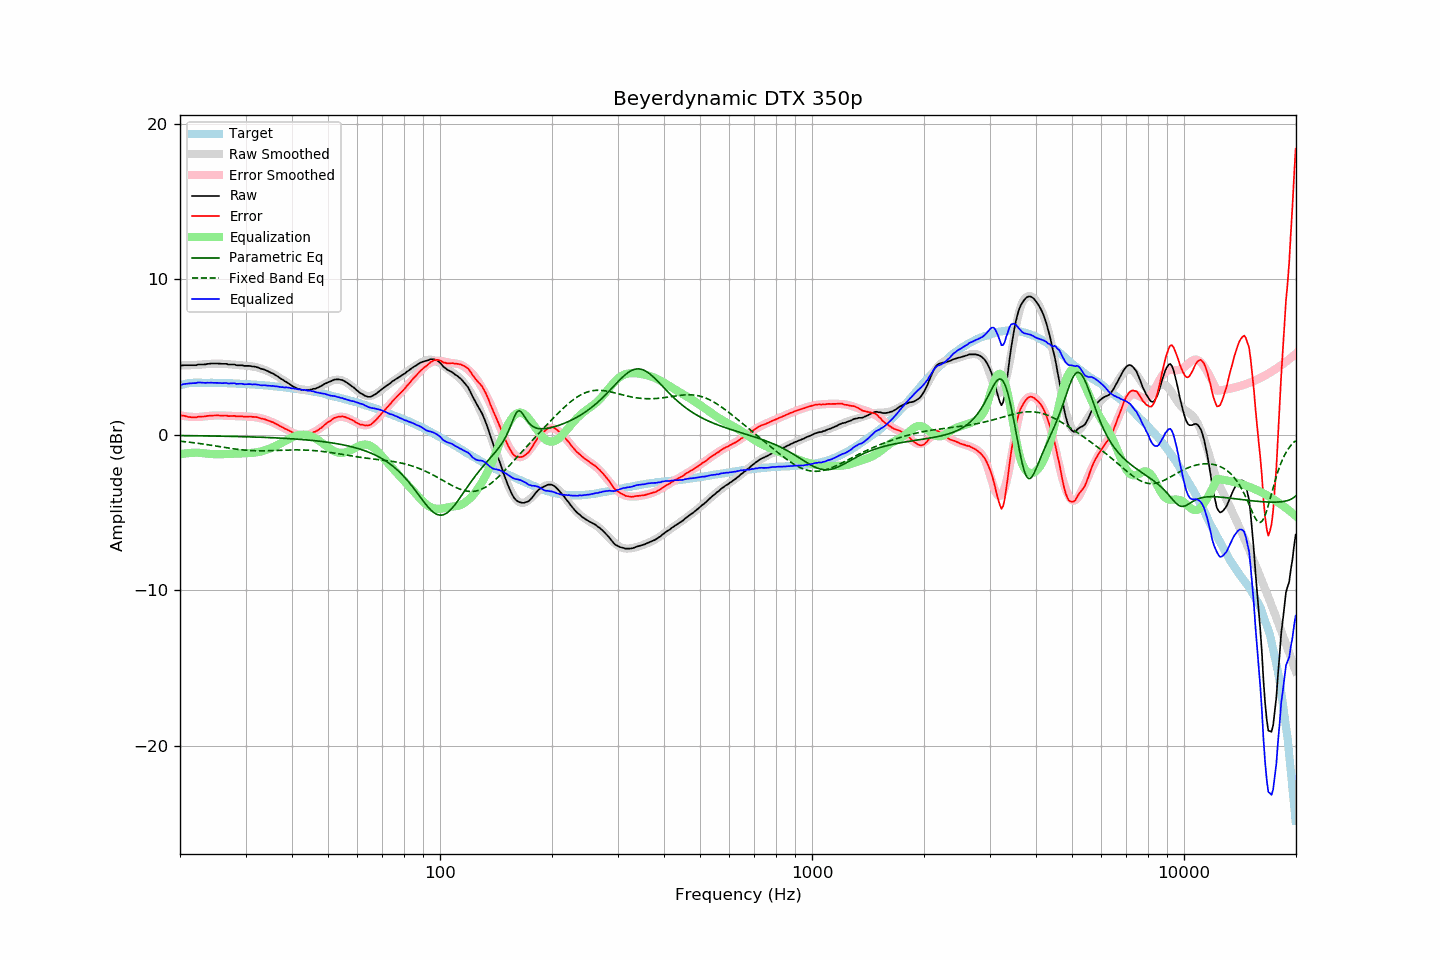 Beyerdynamic DTX 350p
Target
Raw Smoothed
Error Smoothed
Raw
Error
Equalization
Parametric Eq
Fixed Band Eq
Equalized
20
10
0
−10
−20
Amplitude (dBr)
100
1000
10000
Frequency (Hz)